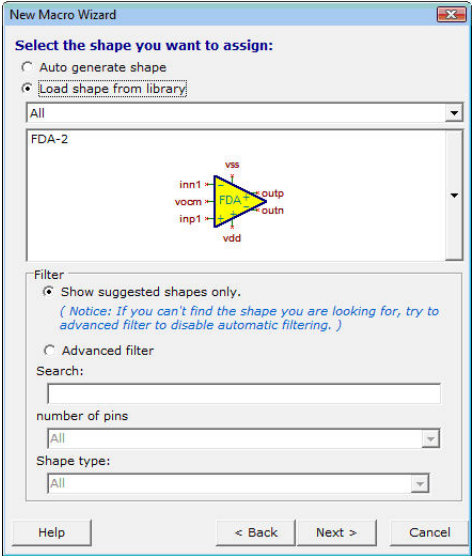 New Macro Wizard
Select the shape you want to assign:
Auto generate shape
Load shape from library
All
FDA-2
vss
inn1
outp
vocm
FDA
outn
inp1
vdd
Filter
Show suggested shapes only.
( Notice: If you can't find the shape you are looking for, try to
advanced filter to disable automatic filtering. )
Advanced filter
Search:
number of pins
All
Shape type:
All
Help
< Back
Next >
Cancel